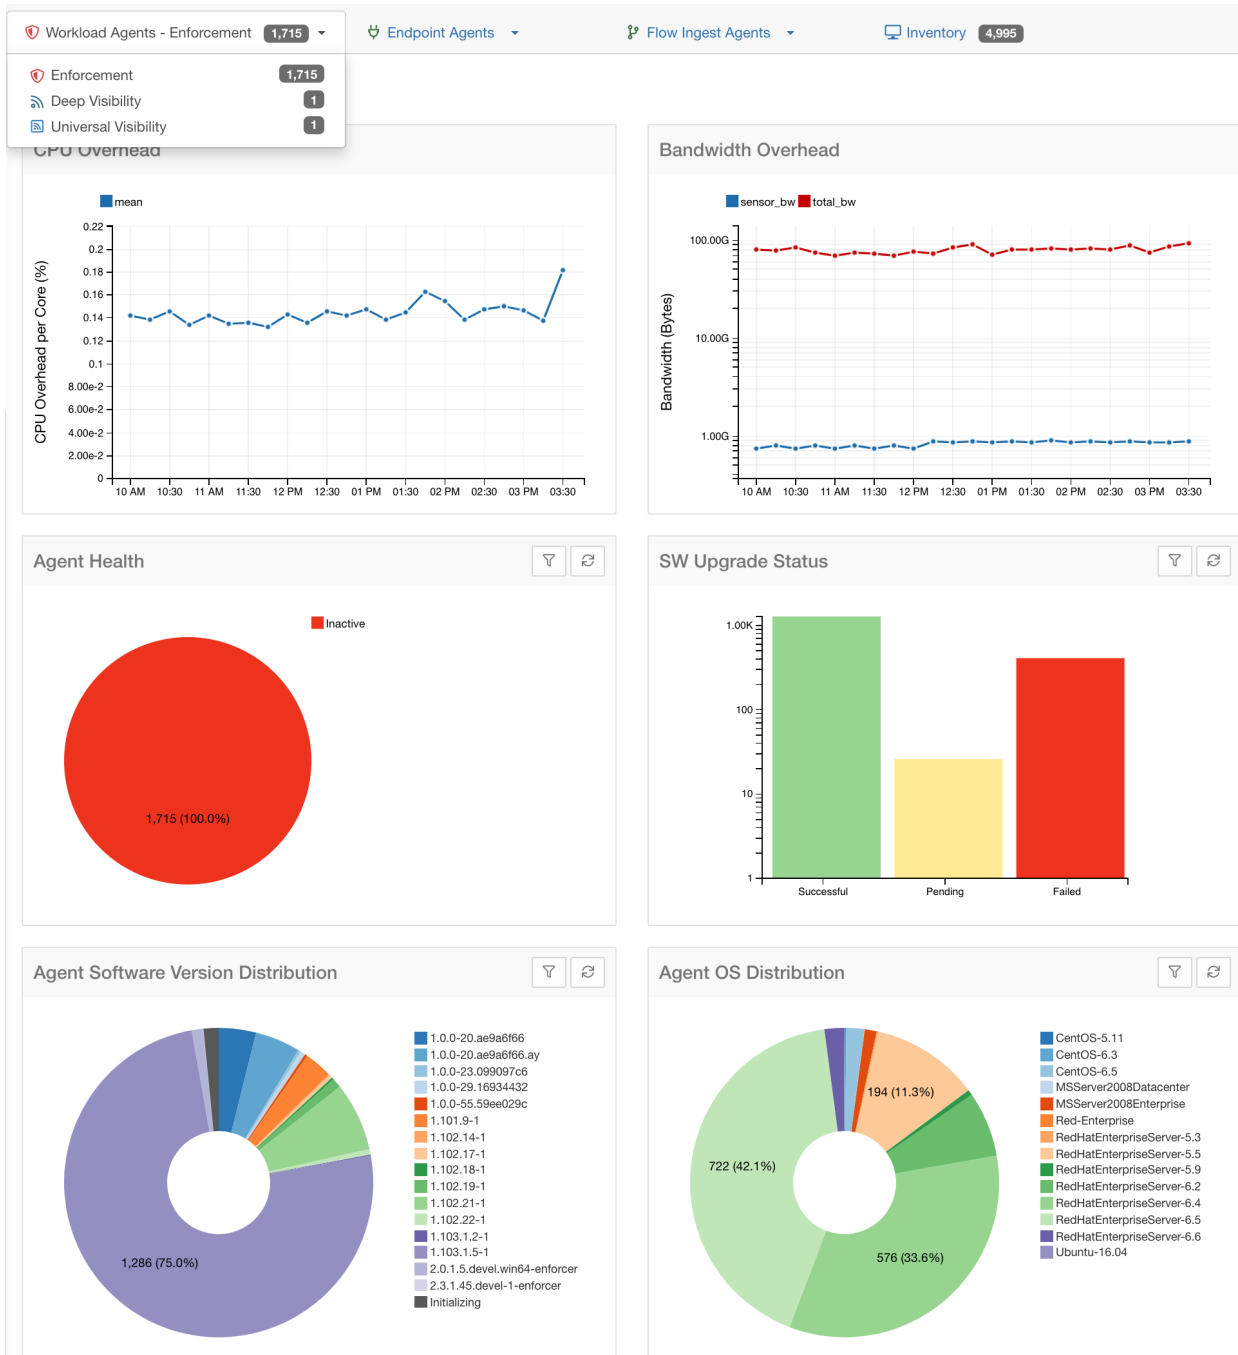 Workload Agents - Enforcement 1,715
Endpoint Agents
Flow Ingest Agents
Inventory 4,995
Enforcement 1,715
Deep Visibility 1
Universal Visibility 1
CPU Overhead
mean
CPU Overhead per Core (%)
0.22
0.2
0.18
0.16
0.14
0.12
0.1
8.00e-2
6.00e-2
4.00e-2
2.00e-2
0
10 AM 10:30 11 AM 11:30 12 PM 12:30 01 PM 01:30 02 PM 02:30 03 PM 03:30
Bandwidth Overhead
sensor_bw total_bw
Bandwidth (Bytes)
100.00G
10.00G
1.00G
10 AM 10:30 11 AM 11:30 12 PM 12:30 01 PM 01:30 02 PM 02:30 03 PM 03:30
Agent Health
Inactive
1,715 (100.0%)
SW Upgrade Status
1.00K
100
10
1
Successful Pending Failed
Agent Software Version Distribution
1,286 (75.0%)
1.0.0-20.ae9a6f66
1.0.0-20.ae9a6f66.ay
1.0.0-23.099097c6
1.0.0-29.16934432
1.0.0-55.59ee029c
1.101.9-1
1.102.14-1
1.102.17-1
1.102.18-1
1.102.19-1
1.102.21-1
1.102.22-1
1.103.1.2-1
1.103.1.5-1
2.0.1.5.devel.win64-enforcer
2.3.1.45.devel-1-enforcer
Initializing
Agent OS Distribution
194 (11.3%)
722 (42.1%)
576 (33.6%)
CentOS-5.11
CentOS-6.3
CentOS-6.5
MSServer2008Datacenter
MSServer2008Enterprise
Red-Enterprise
RedHatEnterpriseServer-5.3
RedHatEnterpriseServer-5.5
RedHatEnterpriseServer-5.9
RedHatEnterpriseServer-6.2
RedHatEnterpriseServer-6.4
RedHatEnterpriseServer-6.5
RedHatEnterpriseServer-6.6
Ubuntu-16.04